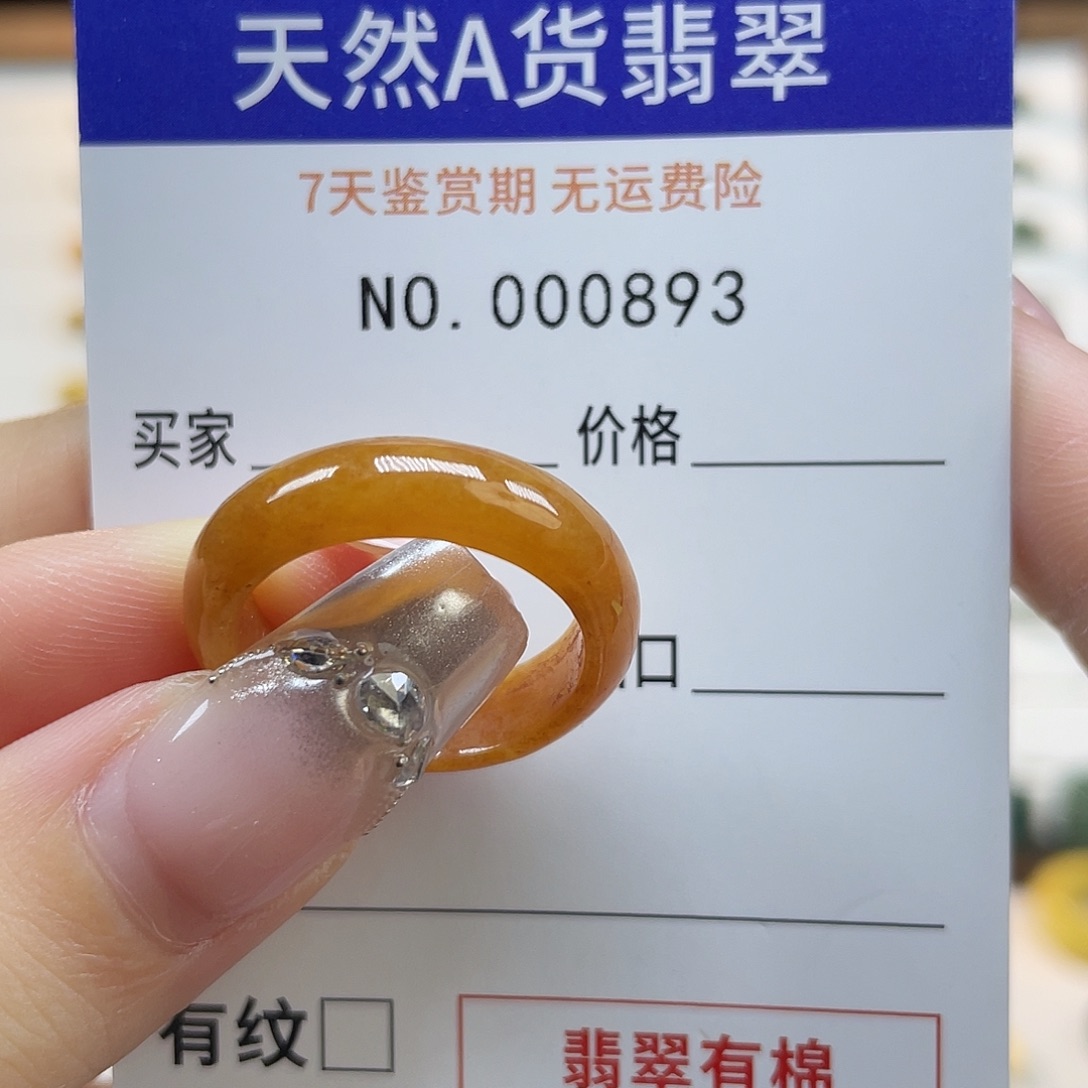 天然A货翡翠
7天鉴赏期 无运费险
NO.000893
买家 价格
口
有纹
翡翠有棉